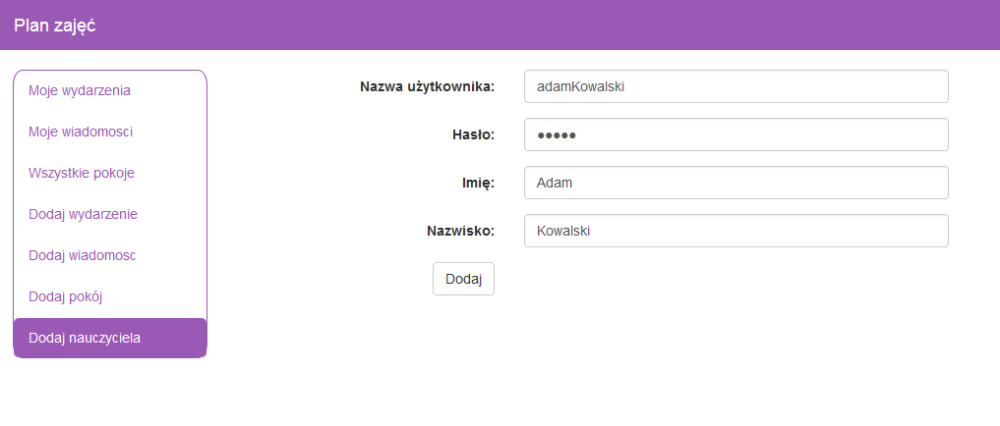 Plan zajęć
Moje wydarzenia
Moje wiadomosci
Wszystkie pokoje
Dodaj wydarzenie
Dodaj wiadomosc
Dodaj pokój
Dodaj nauczyciela
Nazwa użytkownika: adamKowalski
Hasło: ●●●●●
Imię: Adam
Nazwisko: Kowalski
Dodaj